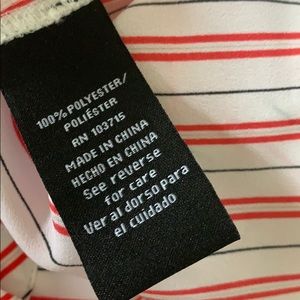 100% POLYESTER/
POLIÉSTER
RN 103715
MADE IN CHINA
HECHO EN CHINA
See reverse
for care
Ver al dorso para
el cuidado